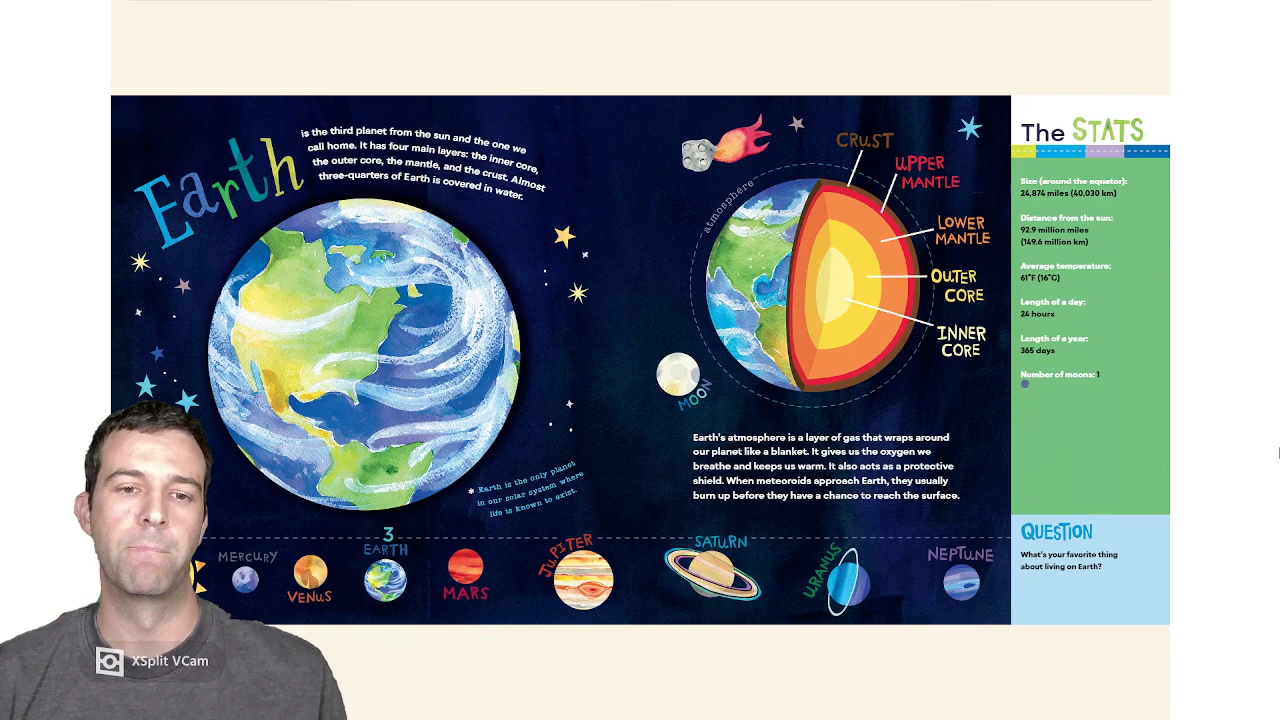 Earth
is the third planet from the sun and the one we
call home. It has four main layers: the inner core,
the outer core, the mantle, and the crust. Almost
three-quarters of Earth is covered in water.
* Earth is the only planet
in our solar system where
life is known to exist.
atmosphere
CRUST
UPPER
MANTLE
LOWER
MANTLE
OUTER
CORE
INNER
CORE
MOON
Earth's atmosphere is a layer of gas that wraps around
our planet like a blanket. It gives us the oxygen we
breathe and keeps us warm. It also acts as a protective
shield. When meteoroids approach Earth, they usually
burn up before they have a chance to reach the surface.
MERCURY
VENUS
3
EARTH
MARS
JUPITER
SATURN
URANUS
NEPTUNE
The STATS
Size (around the equator):
24,874 miles (40,030 km)
Distance from the sun:
92.9 million miles
(149.6 million km)
Average temperature:
61°F (16°C)
Length of a day:
24 hours
Length of a year:
365 days
Number of moons: 1
QUESTION
What's your favorite thing
about living on Earth?
XSplit VCam